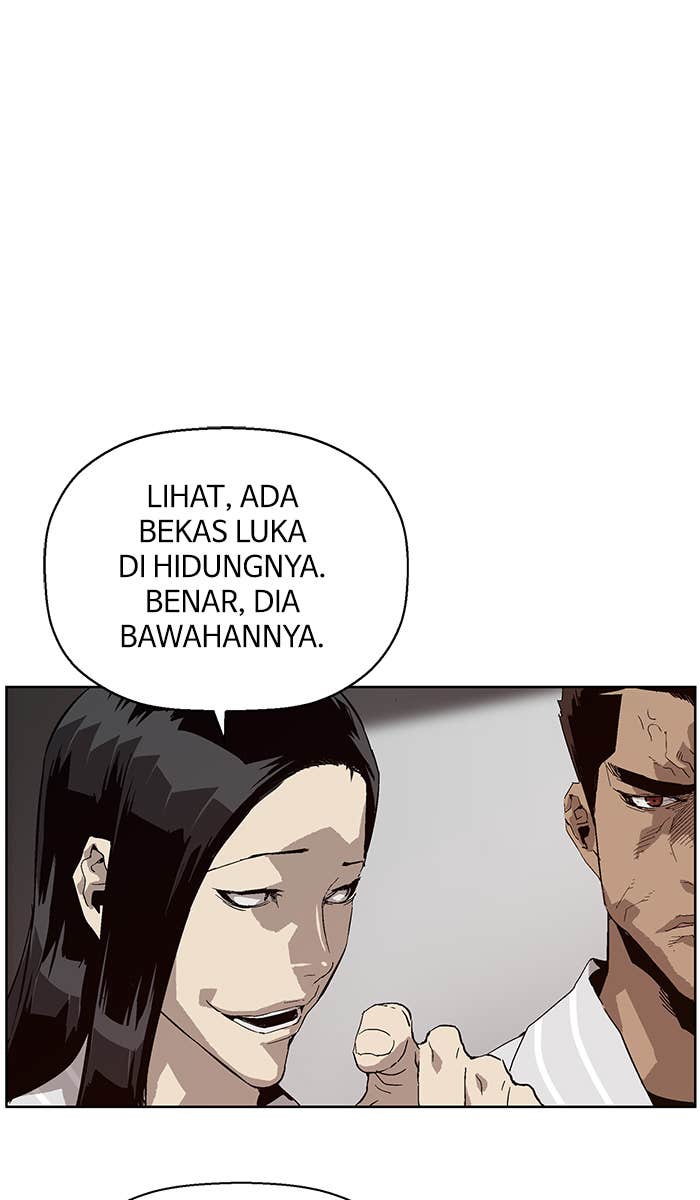 LIHAT, ADA
BEKAS LUKA
DI HIDUNGNYA.
BENAR, DIA
BAWAHANNYA.